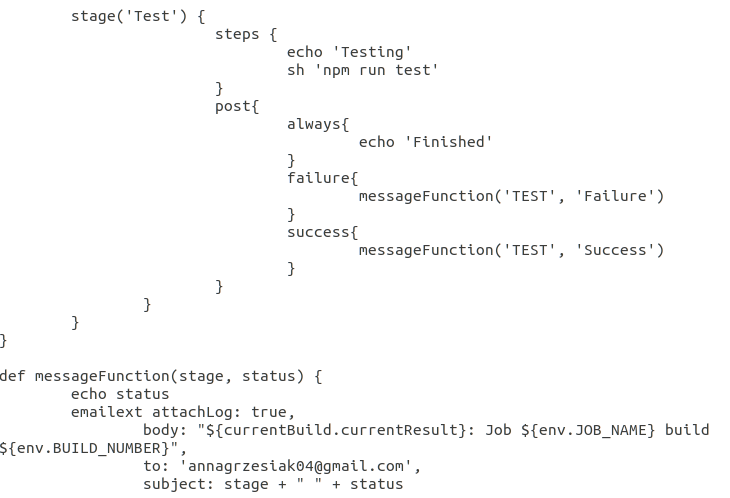 stage('Test') {
steps {
echo 'Testing'
sh 'npm run test'
}
post{
always{
echo 'Finished'
}
failure{
messageFunction('TEST', 'Failure')
}
success{
messageFunction('TEST', 'Success')
}
}
}
}
}
def messageFunction(stage, status) {
echo status
emailext attachLog: true,
body: "${currentBuild.currentResult}: Job ${env.JOB_NAME} build
${env.BUILD_NUMBER}",
to: 'annagrzesiak04@gmail.com',
subject: stage + " " + status